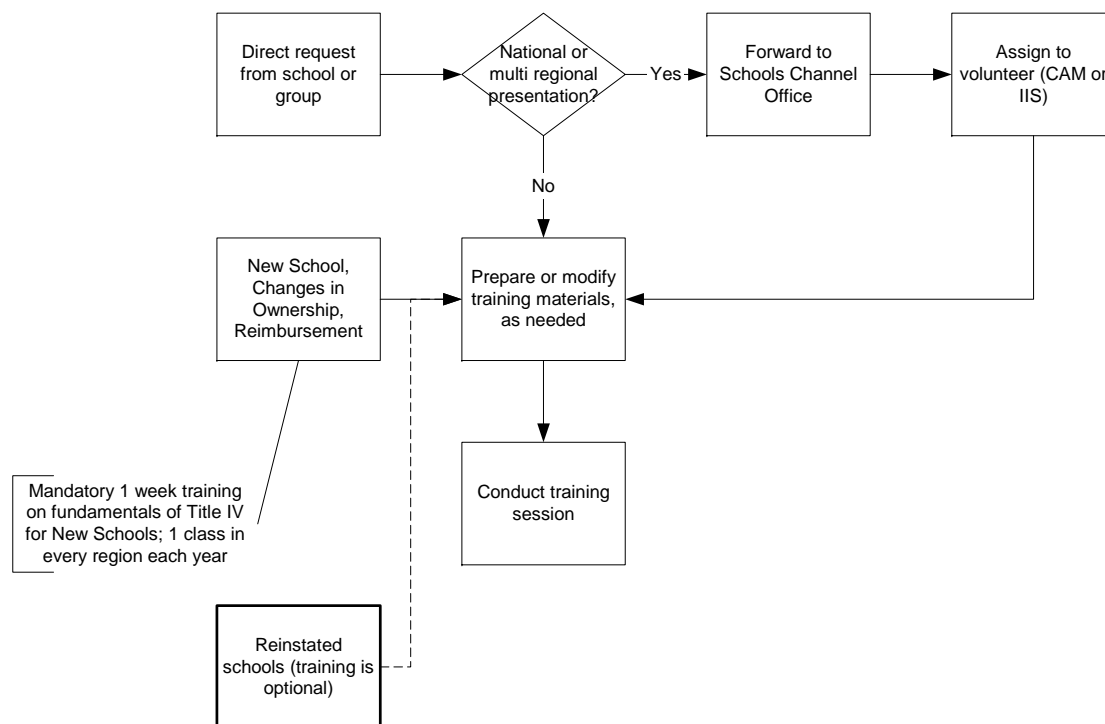 Direct request
from school or
group
National or
multi regional
presentation?
Yes
Forward to
Schools Channel
Office
Assign to
volunteer (CAM or
IIS)
No
New School,
Changes in
Ownership,
Reimbursement
Prepare or modify
training materials,
as needed
Mandatory 1 week training
on fundamentals of Title IV
for New Schools; 1 class in
every region each year
Conduct training
session
Reinstated
schools (training is
optional)